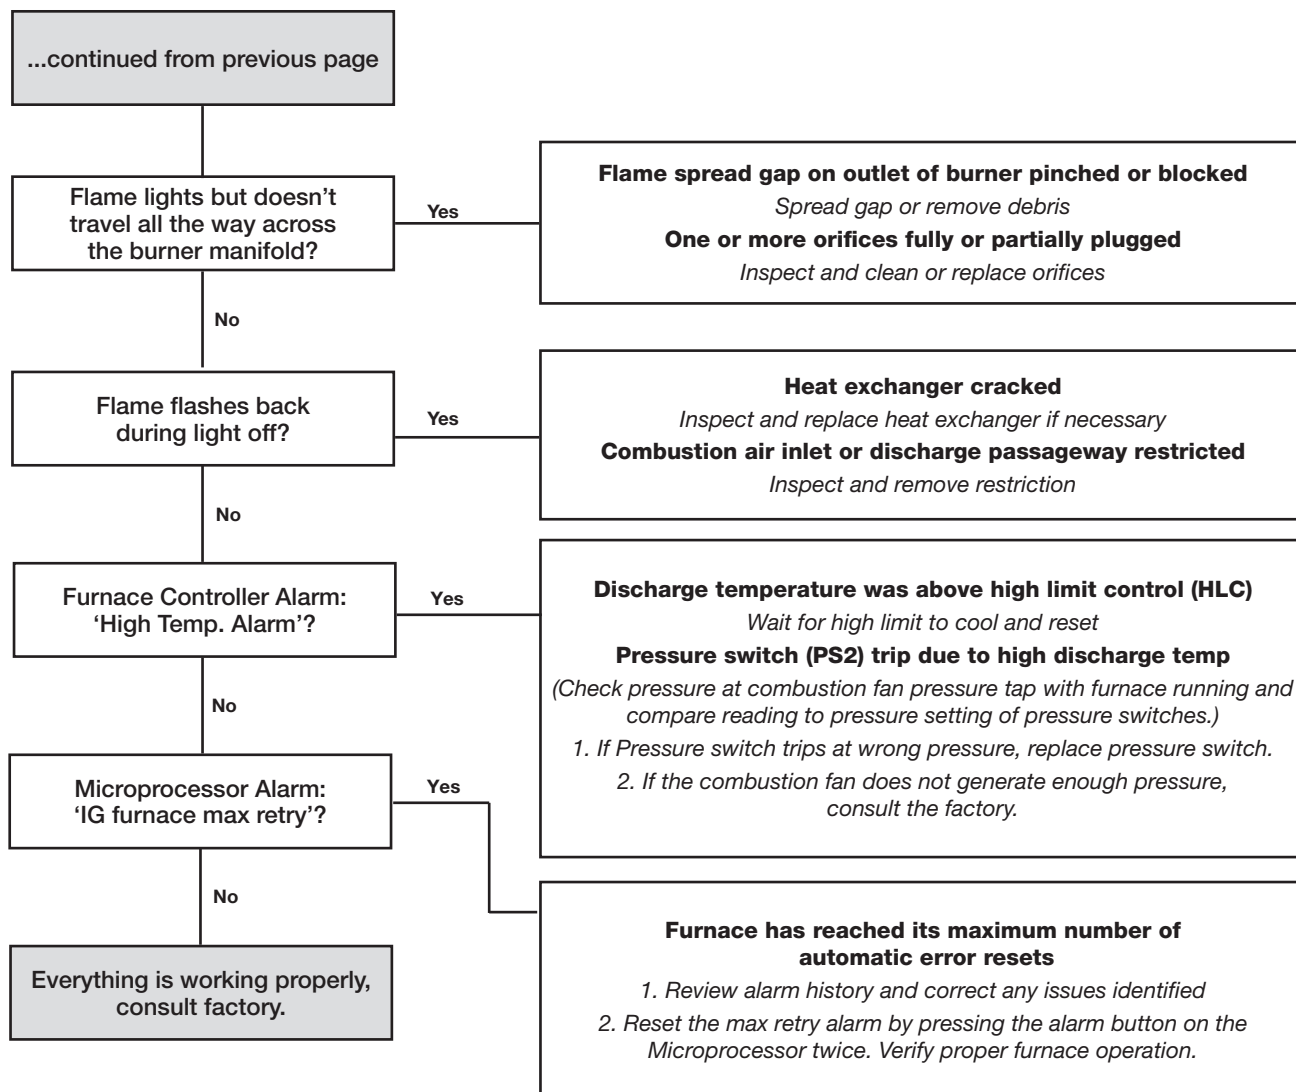 ...continued from previous page
Flame lights but doesn’t
travel all the way across
the burner manifold?
Yes
Flame spread gap on outlet of burner pinched or blocked
Spread gap or remove debris
One or more orifices fully or partially plugged
Inspect and clean or replace orifices
No
Flame flashes back
during light off?
Yes
Heat exchanger cracked
Inspect and replace heat exchanger if necessary
Combustion air inlet or discharge passageway restricted
Inspect and remove restriction
No
Furnace Controller Alarm:
‘High Temp. Alarm’?
Yes
Discharge temperature was above high limit control (HLC)
Wait for high limit to cool and reset
Pressure switch (PS2) trip due to high discharge temp
(Check pressure at combustion fan pressure tap with furnace running and
compare reading to pressure setting of pressure switches.)
1. If Pressure switch trips at wrong pressure, replace pressure switch.
2. If the combustion fan does not generate enough pressure,
consult the factory.
No
Microprocessor Alarm:
‘IG furnace max retry’?
Yes
Furnace has reached its maximum number of
automatic error resets
1. Review alarm history and correct any issues identified
2. Reset the max retry alarm by pressing the alarm button on the
Microprocessor twice. Verify proper furnace operation.
No
Everything is working properly,
consult factory.